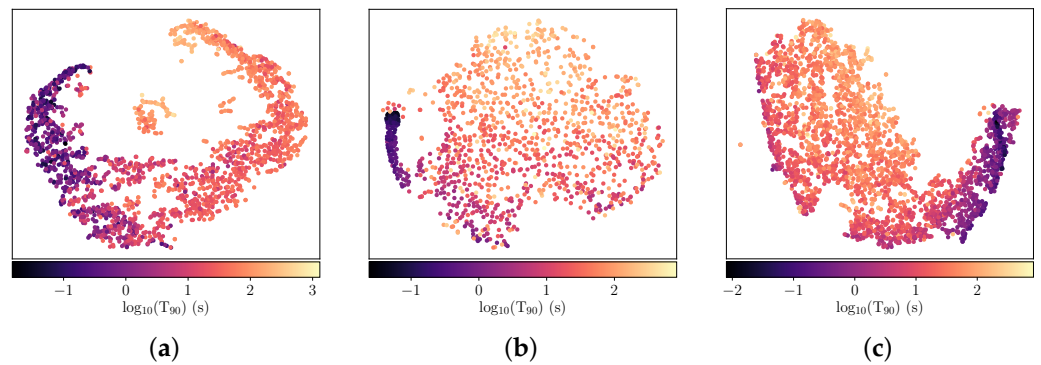 −1 0 1 2 3
log₁₀(T₉₀) (s)
(a)
−1 0 1 2
log₁₀(T₉₀) (s)
(b)
−2 −1 0 1 2
log₁₀(T₉₀) (s)
(c)